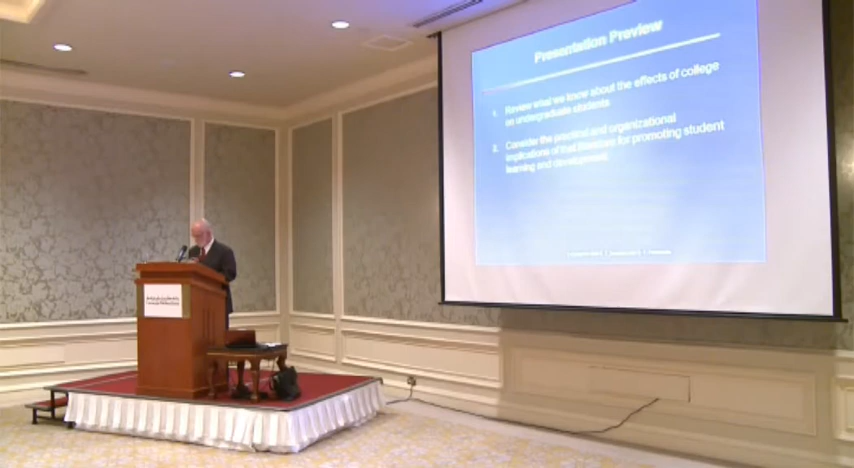 Presentation Preview
1. Review what we know about the effects of college
on undergraduate students
2. Consider the practical and organizational
implications of that literature for promoting student
learning and development